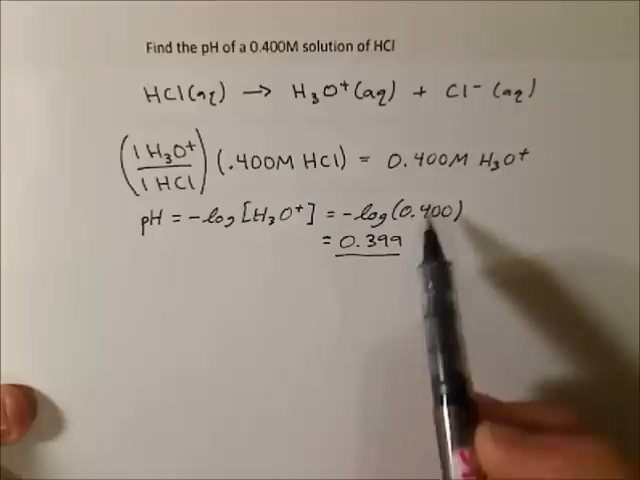 Find the pH of a 0.400M solution of HCl
HCl(aq) → H₃O⁺(aq) + Cl⁻(aq)
(1 H₃O⁺ / 1 HCl) (.400M HCl) = 0.400M H₃O⁺
pH = -log[H₃O⁺] = -log(0.400)
= 0.399